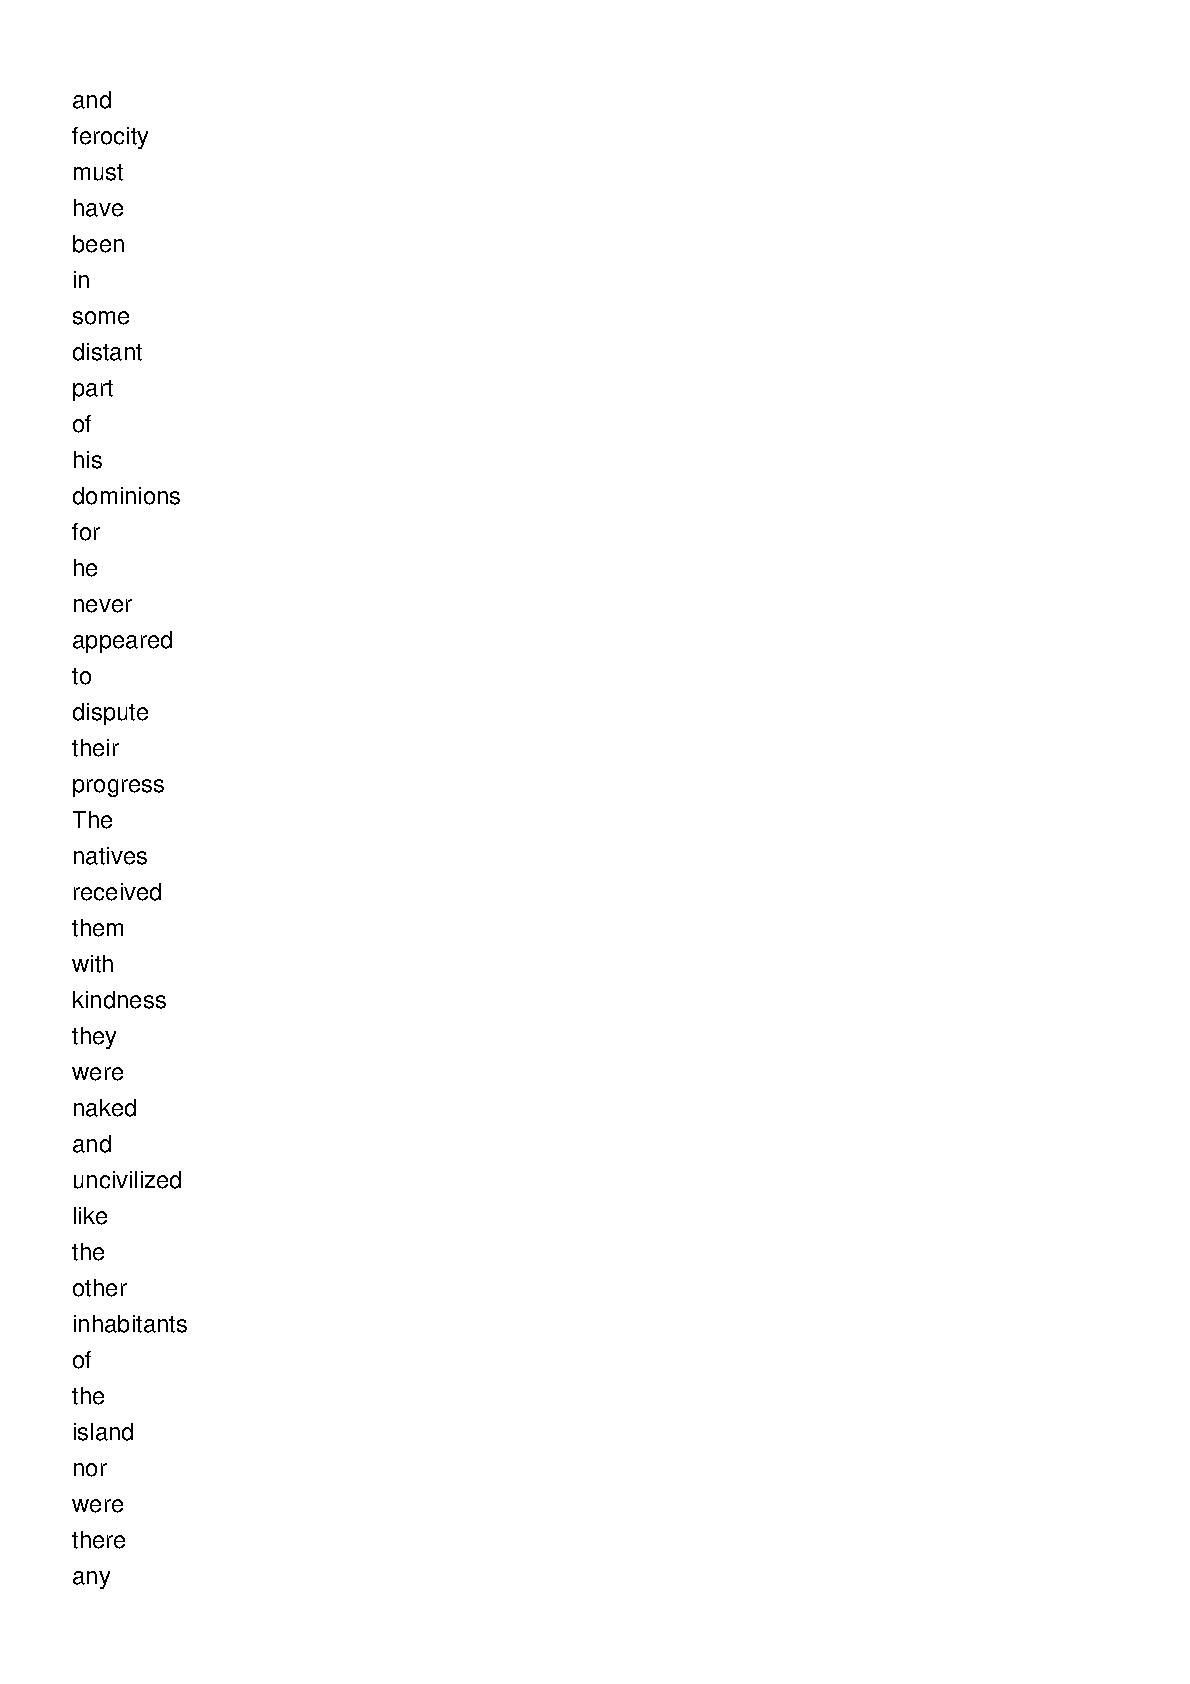 and
ferocity
must
have
been
in
some
distant
part
of
his
dominions
for
he
never
appeared
to
dispute
their
progress
The
natives
received
them
with
kindness
they
were
naked
and
uncivilized
like
the
other
inhabitants
of
the
island
nor
were
there
any